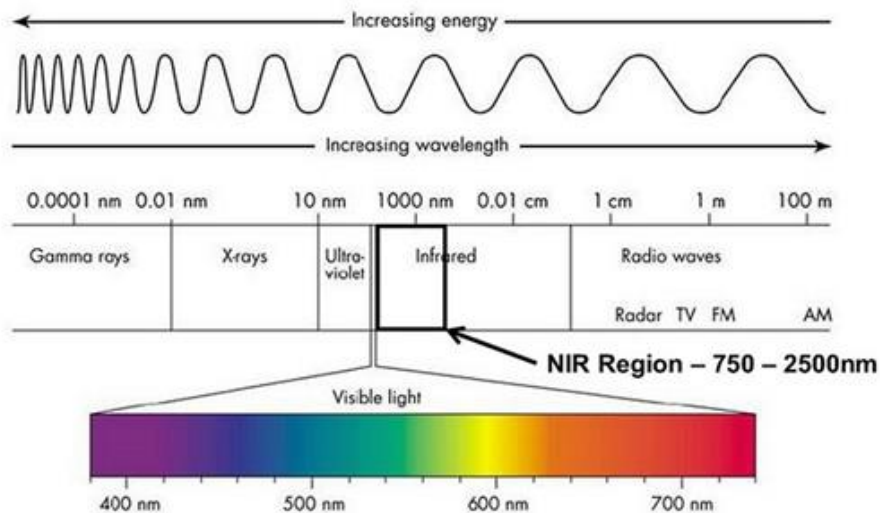 Increasing energy
Increasing wavelength
0.0001 nm 0.01 nm 10 nm 1000 nm 0.01 cm 1 cm 1 m 100 m
Gamma rays X-rays Ultra-
violet Infrared Radio waves
Radar TV FM AM
NIR Region – 750 – 2500nm
Visible light
400 nm 500 nm 600 nm 700 nm